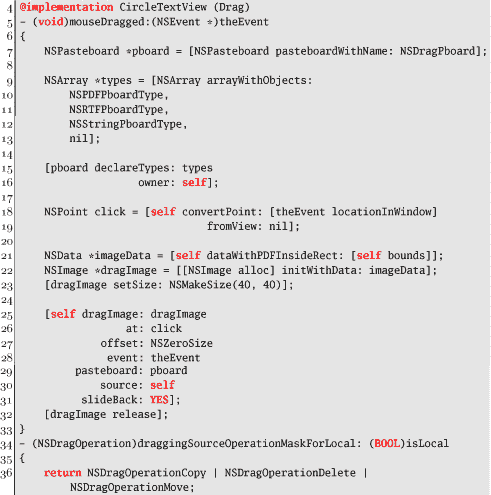 4 @implementation CircleTextView (Drag)
5 - (void)mouseDragged:(NSEvent *)theEvent
6 {
7 NSPasteboard *pboard = [NSPasteboard pasteboardWithName: NSDragPboard];
8
9 NSArray *types = [NSArray arrayWithObjects:
10 NSPDFPboardType,
11 NSRTFPboardType,
12 NSStringPboardType,
13 nil];
14
15 [pboard declareTypes: types
16 owner: self];
17
18 NSPoint click = [self convertPoint: [theEvent locationInWindow]
19 fromView: nil];
20
21 NSData *imageData = [self dataWithPDFInsideRect: [self bounds]];
22 NSImage *dragImage = [[NSImage alloc] initWithData: imageData];
23 [dragImage setSize: NSMakeSize(40, 40)];
24
25 [self dragImage: dragImage
26 at: click
27 offset: NSZeroSize
28 event: theEvent
29 pasteboard: pboard
30 source: self
31 slideBack: YES];
32 [dragImage release];
33 }
34 - (NSDragOperation)draggingSourceOperationMaskForLocal: (BOOL)isLocal
35 {
36 return NSDragOperationCopy | NSDragOperationDelete |
NSDragOperationMove;